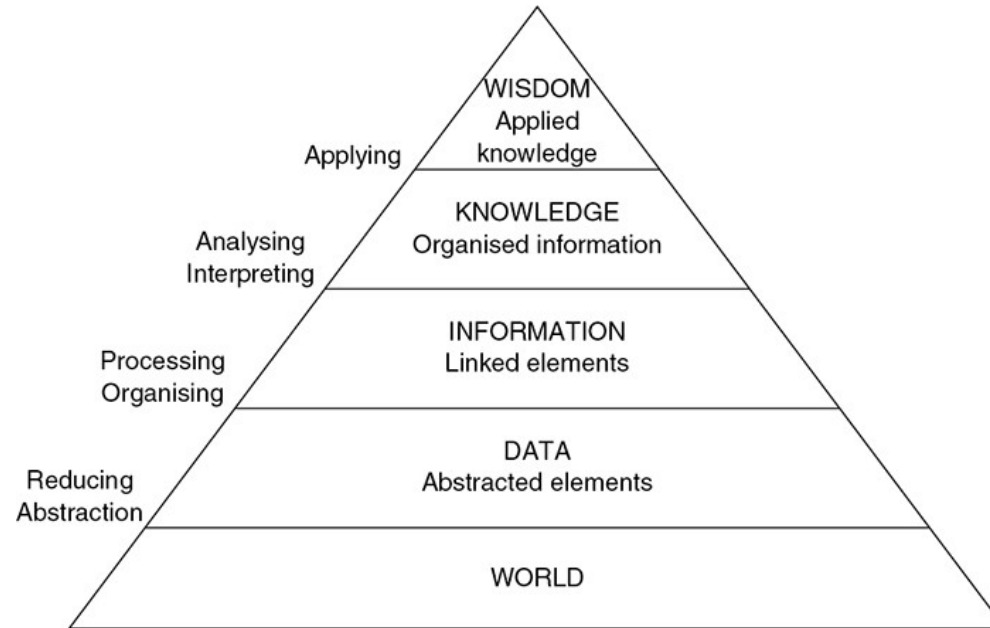 WISDOM
Applied
knowledge
Applying
KNOWLEDGE
Organised information
Analysing
Interpreting
INFORMATION
Linked elements
Processing
Organising
DATA
Abstracted elements
Reducing
Abstraction
WORLD